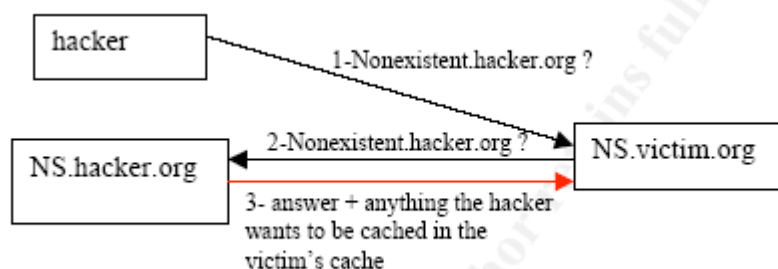 hacker
1-Nonexistent.hacker.org ?
NS.hacker.org
2-Nonexistent.hacker.org ?
NS.victim.org
3- answer + anything the hacker
wants to be cached in the
victim's cache